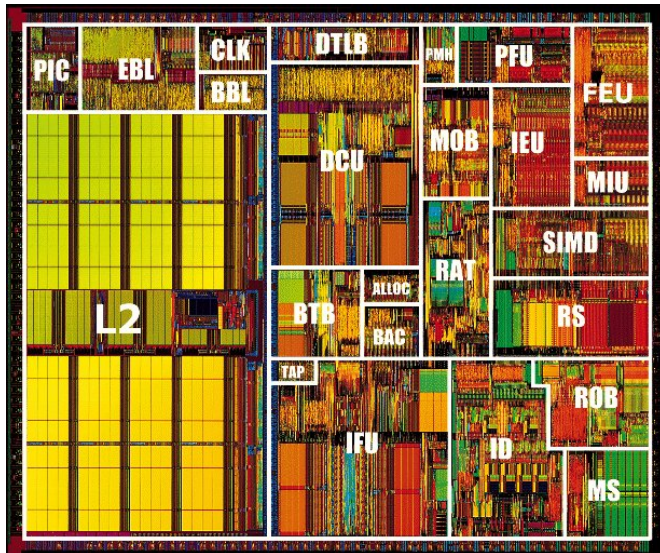 PIC
EBL
CLK
BBL
DTLB
PMH
PFU
FEU
DCU
MOB
IEU
MIU
RAT
SIMD
L2
BTB
ALLOC
BAC
RS
TAP
IFU
ID
ROB
MS